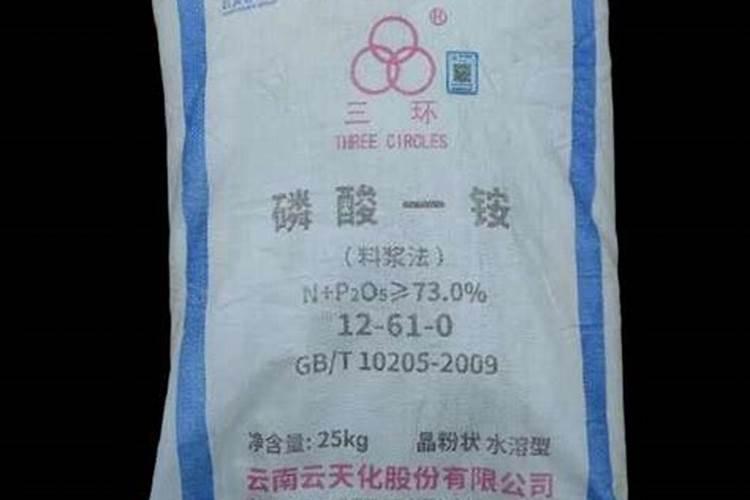 ®
三环
THREE CIRCLES
磷酸一铵
(料浆法)
N+P₂O₅≥73.0%
12-61-0
GB/T 10205-2009
净含量: 25kg 晶粉状 水溶型
云南云天化股份有限公司